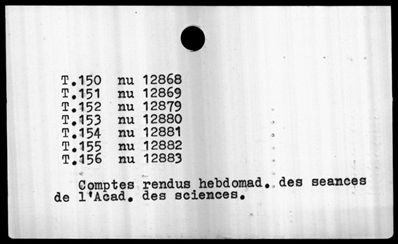 T.150 nu 12868
T.151 nu 12869
T.152 nu 12879
T.153 nu 12880
T.154 nu 12881
T.155 nu 12882
T.156 nu 12883
Comptes rendus hebdomad. des seances
de l'Acad. des sciences.